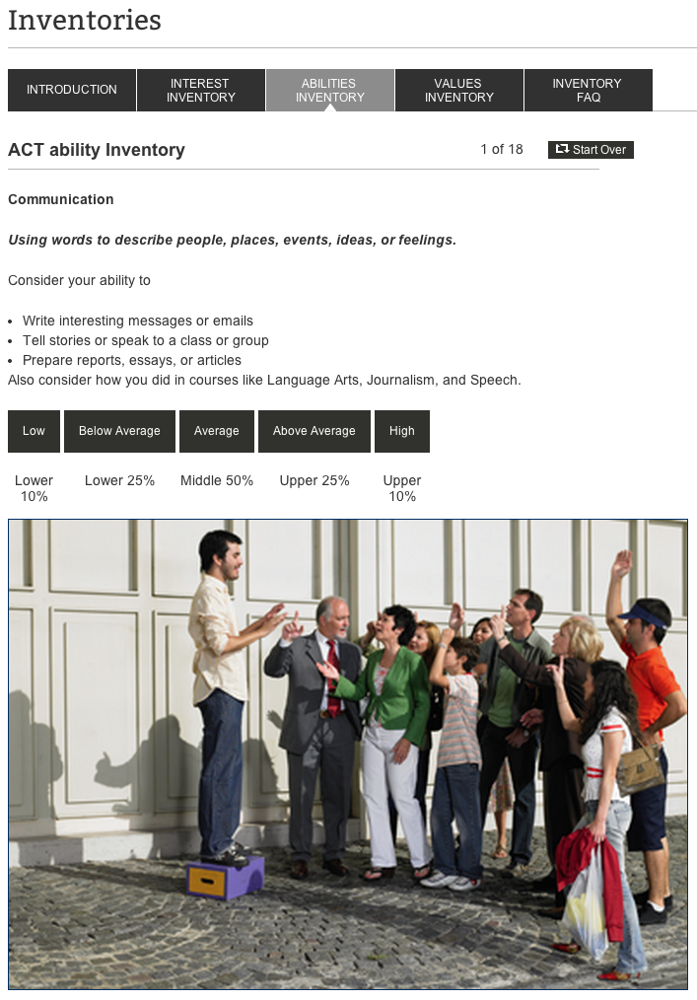 Inventories
INTRODUCTION
INTEREST
INVENTORY
ABILITIES
INVENTORY
VALUES
INVENTORY
INVENTORY
FAQ
ACT ability Inventory
1 of 18
Start Over
Communication
Using words to describe people, places, events, ideas, or feelings.
Consider your ability to
• Write interesting messages or emails
• Tell stories or speak to a class or group
• Prepare reports, essays, or articles
Also consider how you did in courses like Language Arts, Journalism, and Speech.
Low
Below Average
Average
Above Average
High
Lower
10%
Lower 25%
Middle 50%
Upper 25%
Upper
10%